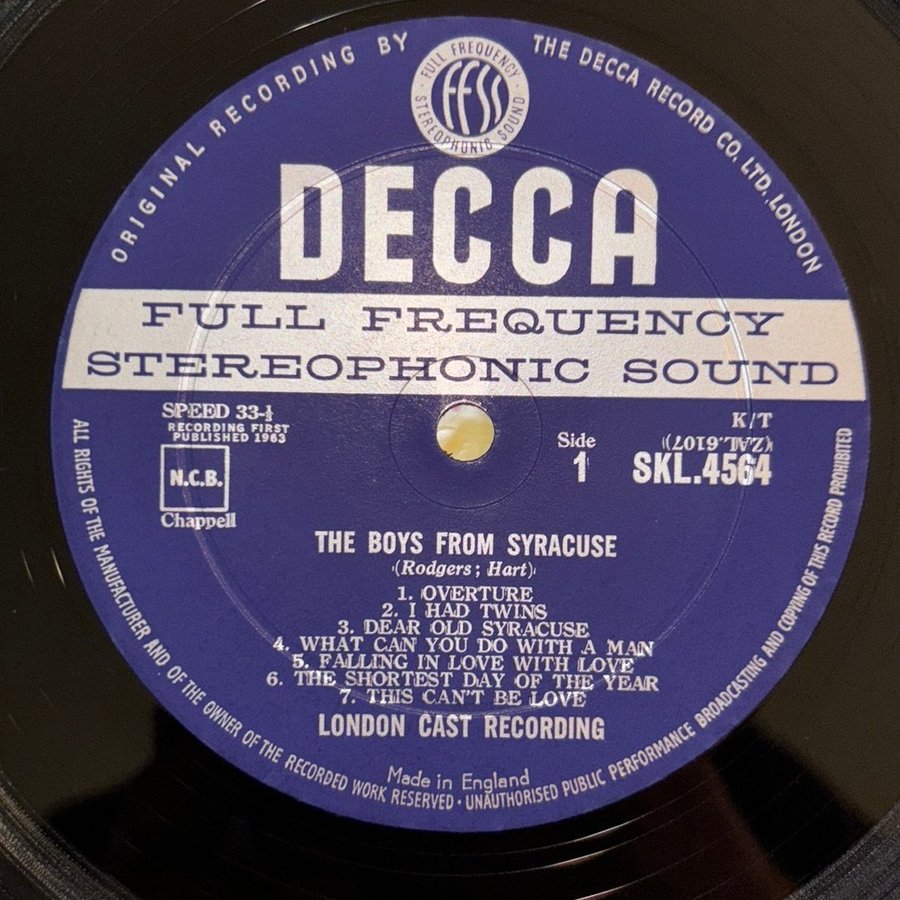 ORIGINAL RECORDING BY
THE DECCA RECORD CO. LTD. LONDON
FULL FREQUENCY
FFSS
STEREOPHONIC SOUND
DECCA
FULL FREQUENCY
STEREOPHONIC SOUND
SPEED 33-⅓
RECORDING FIRST
PUBLISHED 1963
N.C.B.
Chappell
Side
1
K/T
(ZAL.6107)
SKL.4564
THE BOYS FROM SYRACUSE
(Rodgers; Hart)
1. OVERTURE
2. I HAD TWINS
3. DEAR OLD SYRACUSE
4. WHAT CAN YOU DO WITH A MAN
5. FALLING IN LOVE WITH LOVE
6. THE SHORTEST DAY OF THE YEAR
7. THIS CAN'T BE LOVE
LONDON CAST RECORDING
Made in England
ALL RIGHTS OF THE MANUFACTURER AND OF THE OWNER OF THE RECORDED WORK RESERVED · UNAUTHORISED PUBLIC PERFORMANCE BROADCASTING AND COPYING OF THIS RECORD PROHIBITED